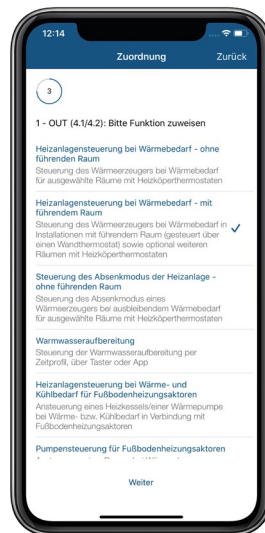 12:14
Zuordnung Zurück
3
1 - OUT (4.1/4.2): Bitte Funktion zuweisen
Heizanlagensteuerung bei Wärmebedarf - ohne
führenden Raum
Steuerung des Wärmeerzeugers bei Wärmebedarf
für ausgewählte Räume mit Heizköperthermostaten
Heizanlagensteuerung bei Wärmebedarf - mit
führendem Raum
Steuerung des Wärmeerzeugers bei Wärmebedarf in
Installationen mit führendem Raum (gesteuert über
einen Wandthermostat) sowie optional weiteren
Räumen mit Heizköperthermostaten
Steuerung des Absenkmodus der Heizanlage -
ohne führenden Raum
Steuerung des Absenkmodus eines
Wärmeerzeugers bei ausbleibendem Wärmebedarf
für ausgewählte Räume mit Heizköperthermostaten
Warmwasseraufbereitung
Steuerung der Warmwasseraufbereitung per
Zeitprofil, über Taster oder App
Heizanlagensteuerung bei Wärme- und
Kühlbedarf für Fußbodenheizungsaktoren
Ansteuerung eines Heizkessels/einer Wärmepumpe
bei Wärme- bzw. Kühlbedarf in Verbindung mit
Fußbodenheizungsaktoren
Pumpensteuerung für Fußbodenheizungsaktoren
Weiter